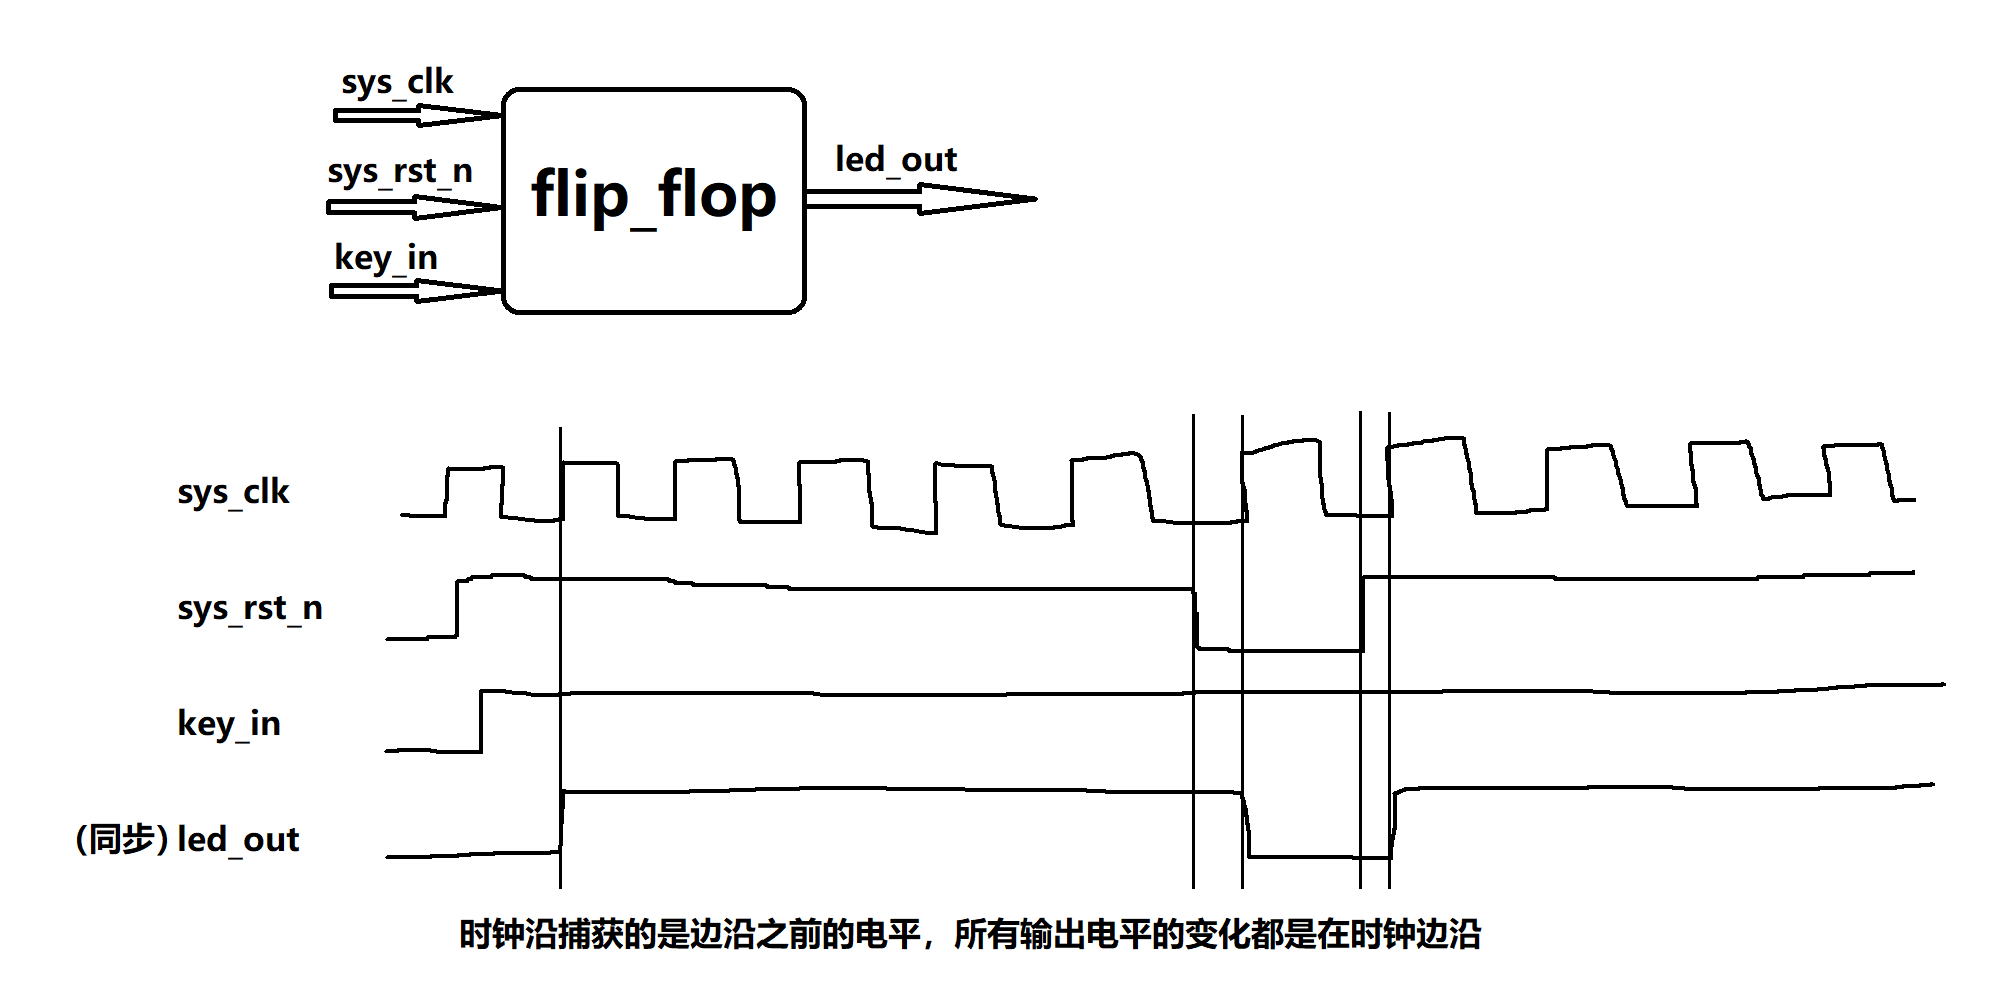 sys_clk
sys_rst_n
key_in
flip_flop
led_out
sys_clk
sys_rst_n
key_in
(同步) led_out
时钟沿捕获的是边沿之前的电平，所有输出电平的变化都是在时钟边沿